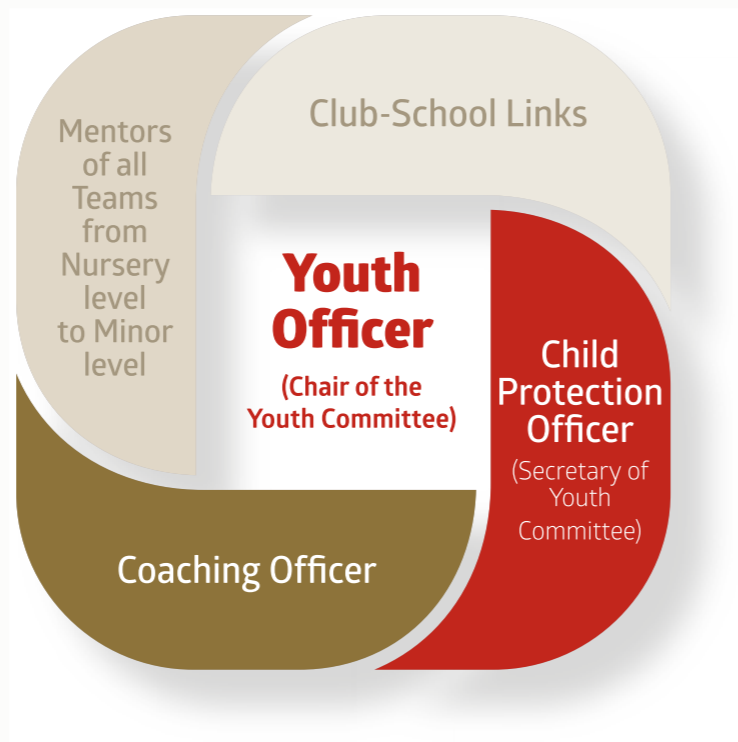 Club-School Links
Mentors
of all
Teams
from
Nursery
level
to Minor
level
Youth
Officer
(Chair of the
Youth Committee)
Child
Protection
Officer
(Secretary of
Youth
Committee)
Coaching Officer